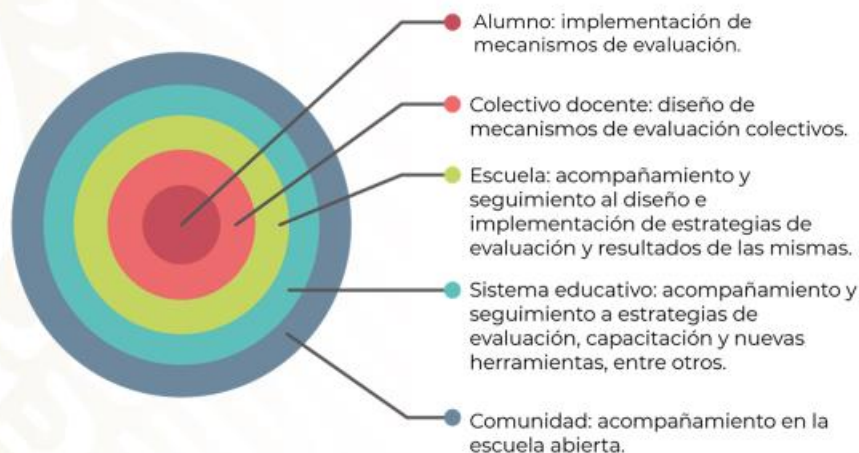 Alumno: implementación de
mecanismos de evaluación.
Colectivo docente: diseño de
mecanismos de evaluación colectivos.
Escuela: acompañamiento y
seguimiento al diseño e
implementación de estrategias de
evaluación y resultados de las mismas.
Sistema educativo: acompañamiento y
seguimiento a estrategias de
evaluación, capacitación y nuevas
herramientas, entre otros.
Comunidad: acompañamiento en la
escuela abierta.